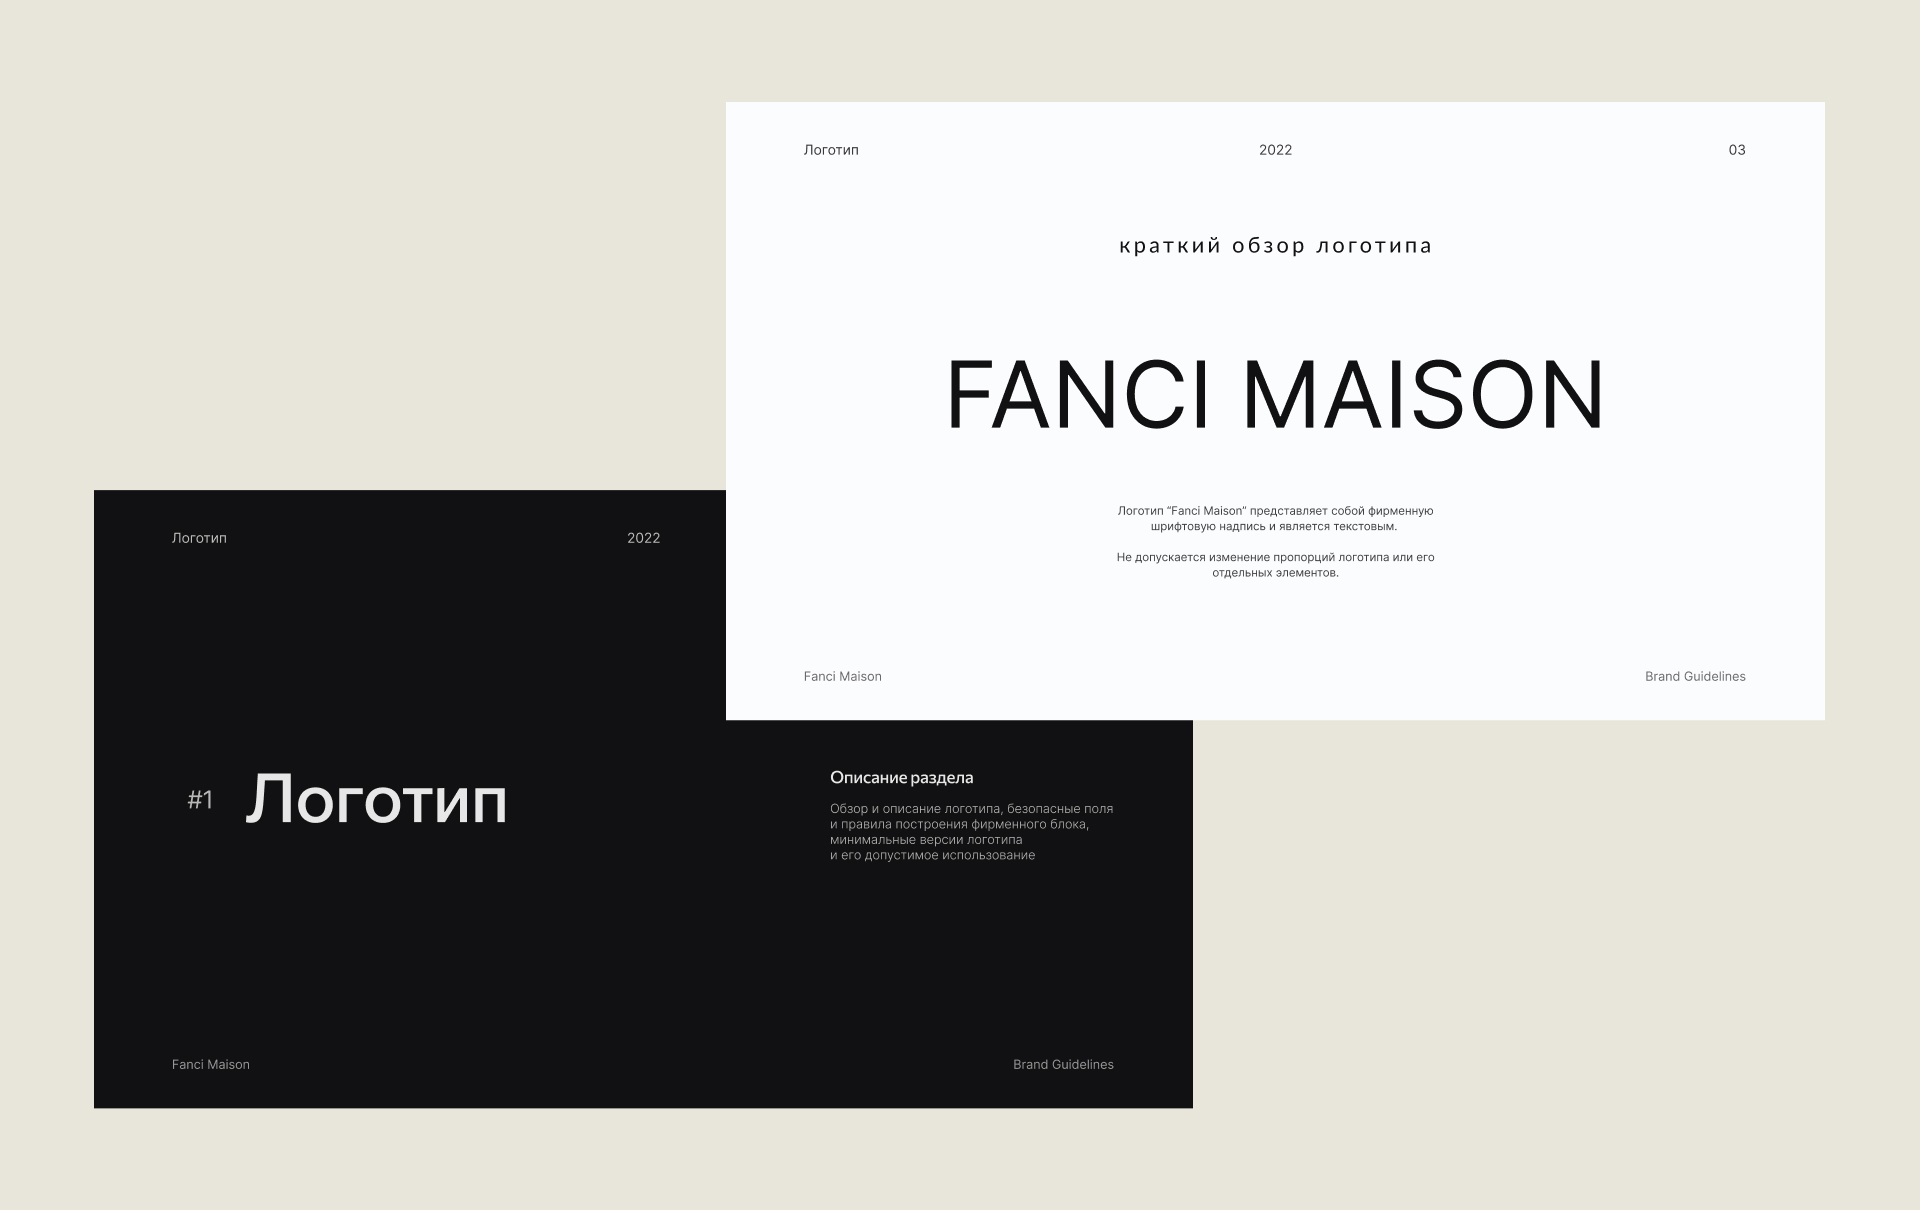 Логотип
2022
03
краткий обзор логотипа
FANCI MAISON
Логотип “Fanci Maison” представляет собой фирменную
шрифтовую надпись и является текстовым.
Не допускается изменение пропорций логотипа или его
отдельных элементов.
Fanci Maison
Brand Guidelines
Логотип
2022
#1
Логотип
Описание раздела
Обзор и описание логотипа, безопасные поля
и правила построения фирменного блока,
минимальные версии логотипа
и его допустимое использование
Fanci Maison
Brand Guidelines